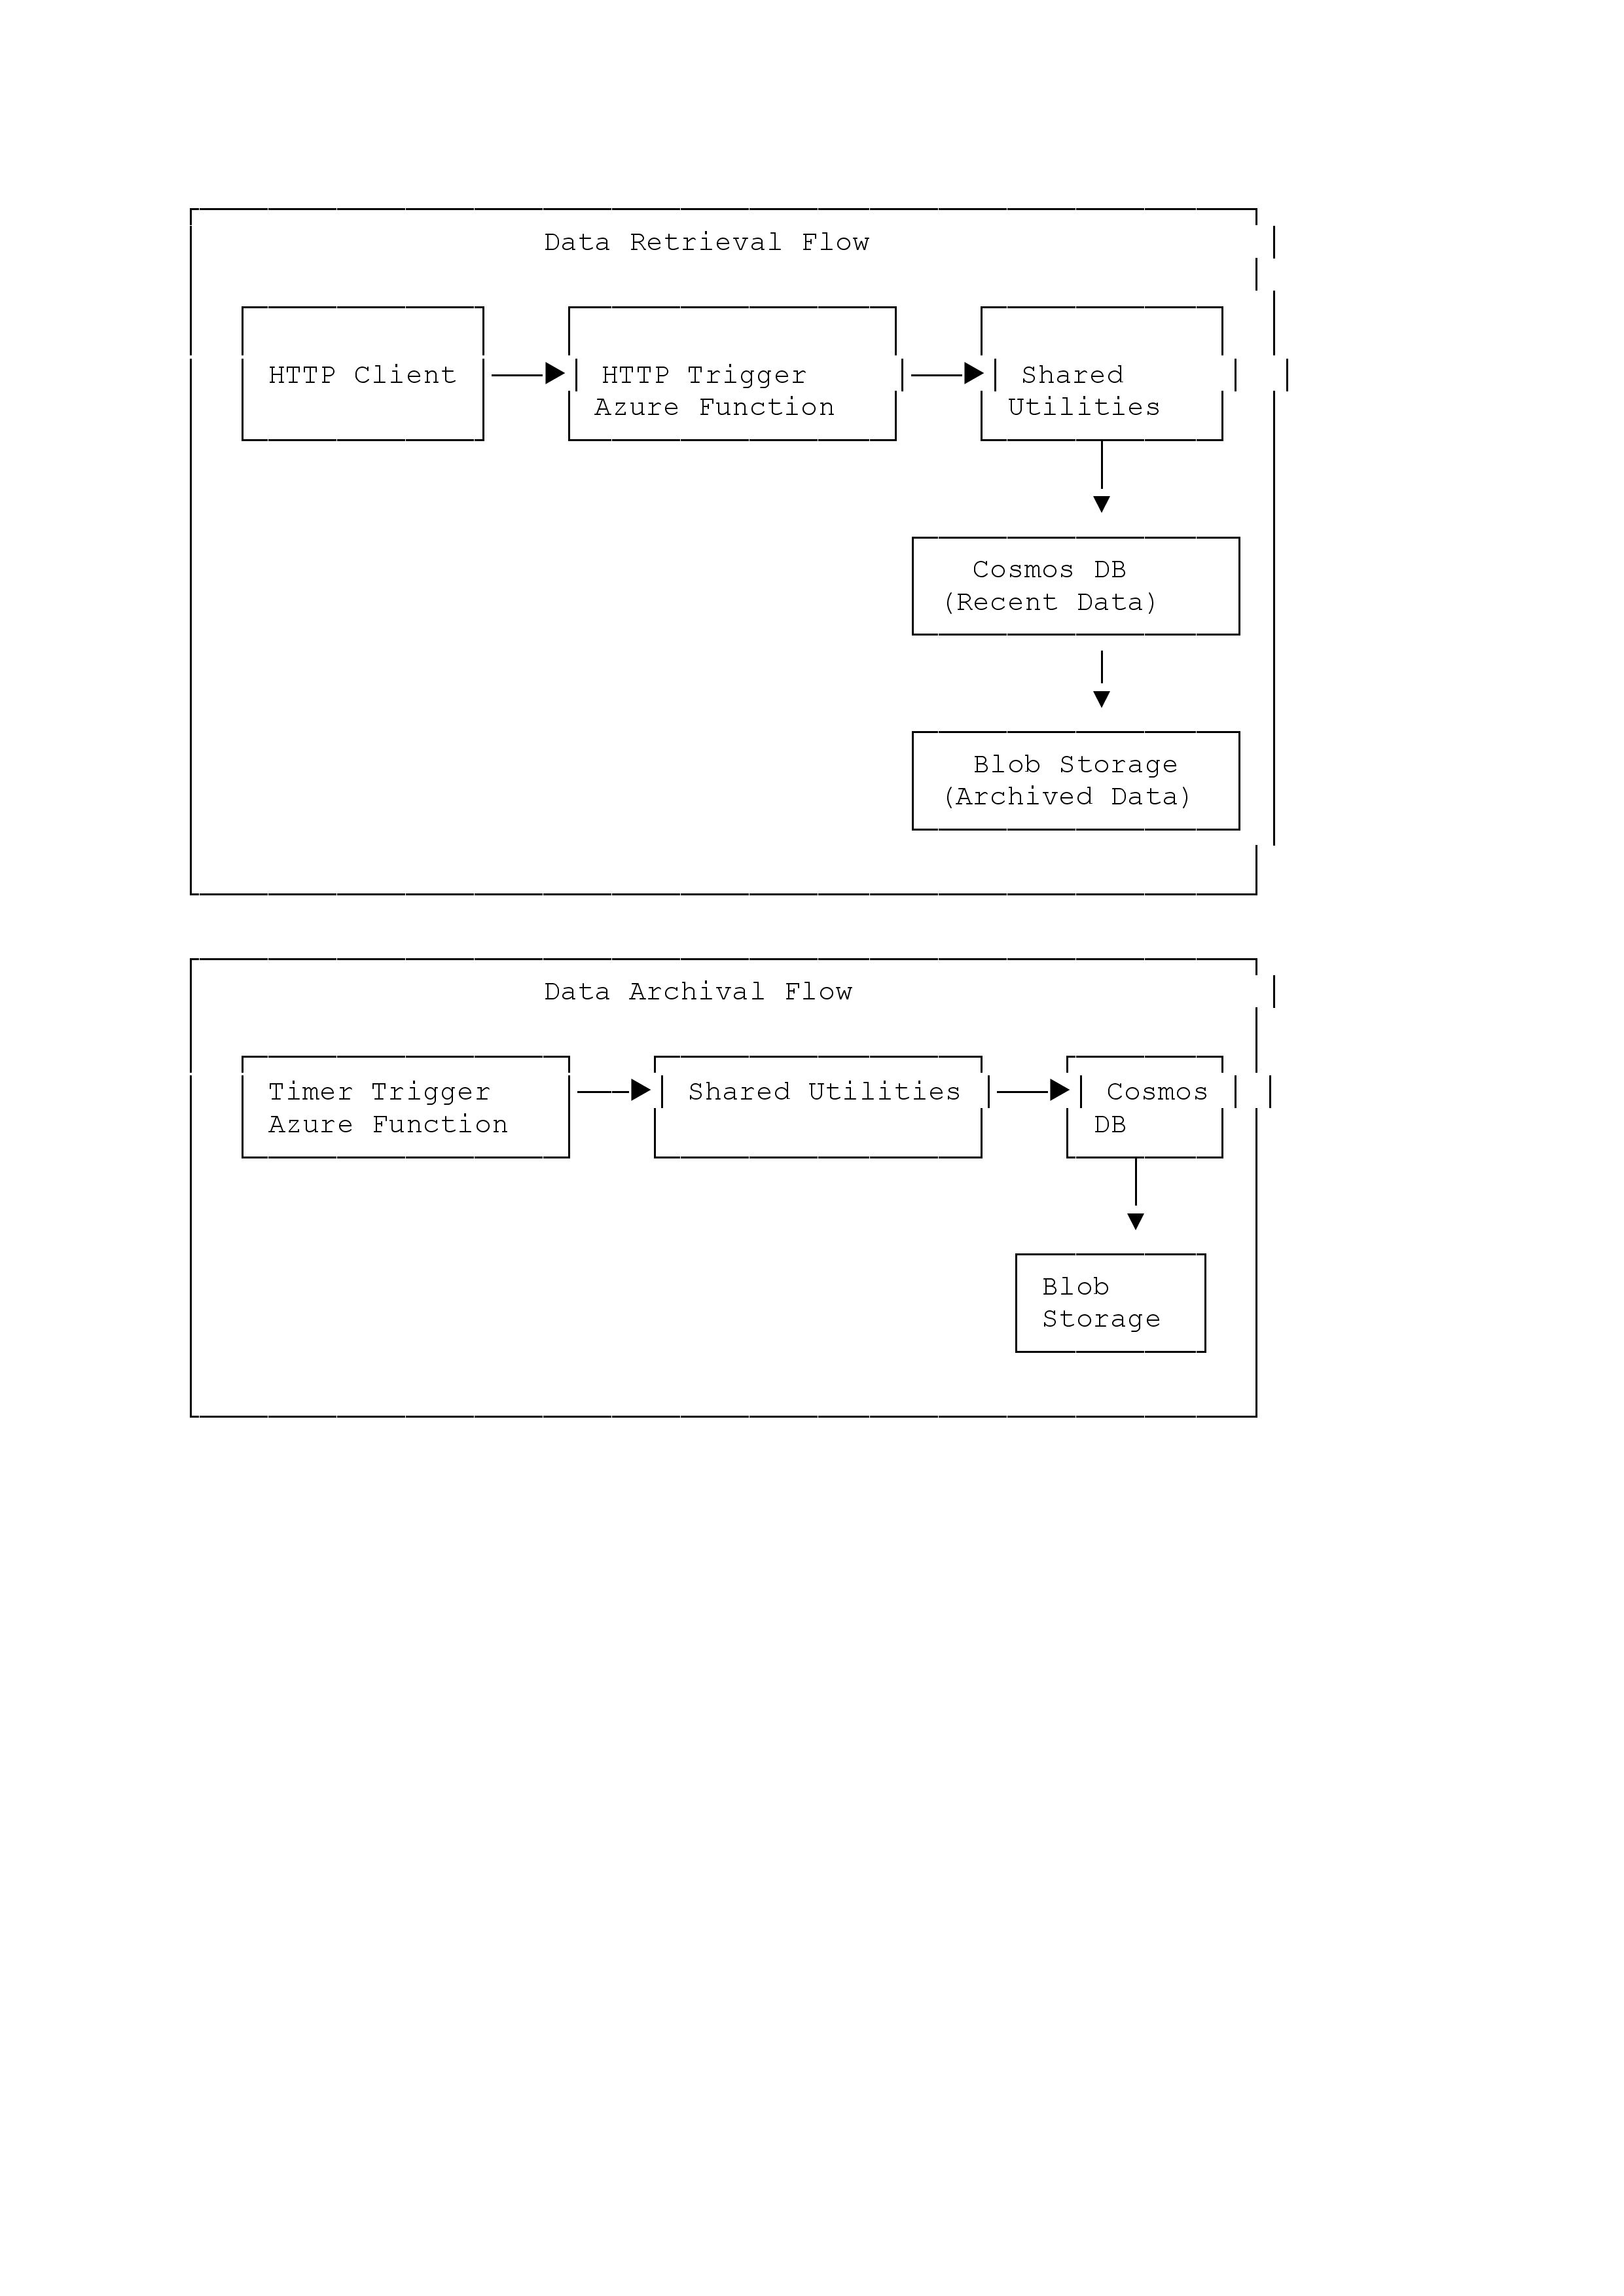 Data Retrieval Flow
HTTP Client
HTTP Trigger
Azure Function
Shared
Utilities
Cosmos DB
(Recent Data)
Blob Storage
(Archived Data)
Data Archival Flow
Timer Trigger
Azure Function
Shared Utilities
Cosmos
DB
Blob
Storage